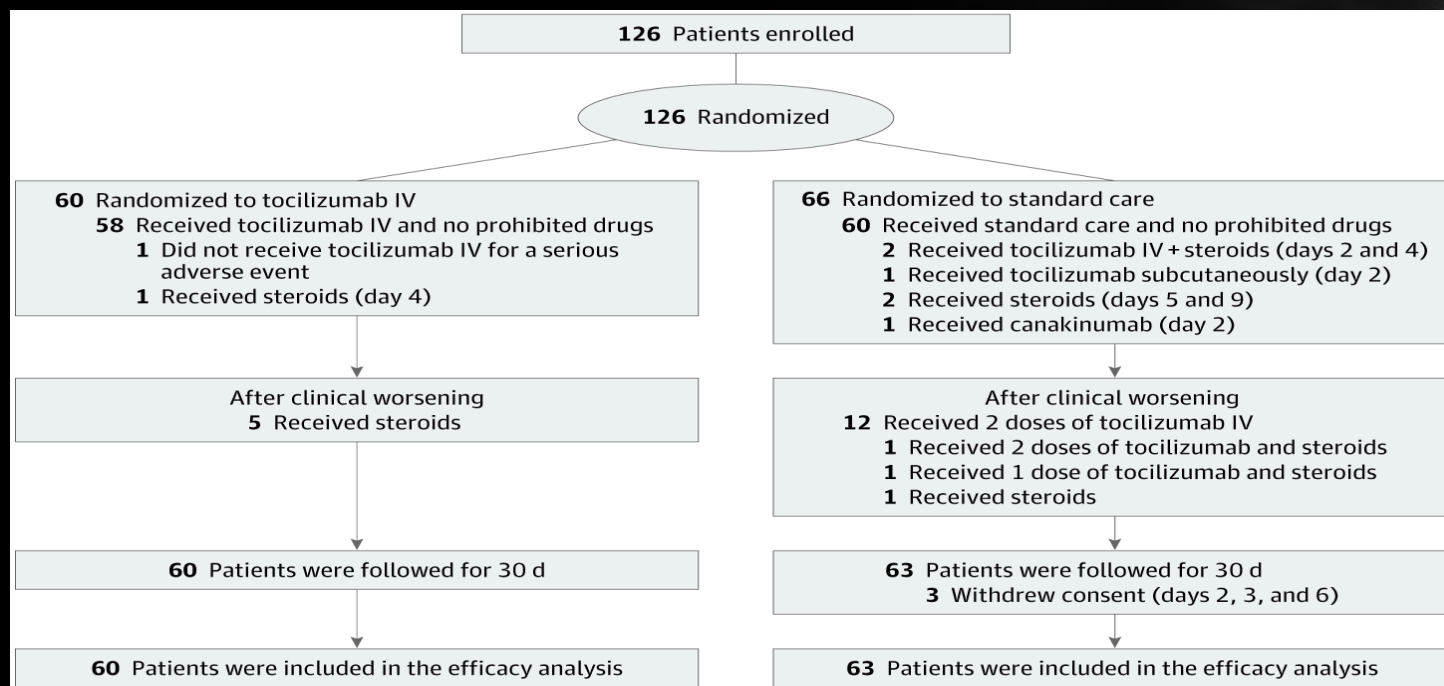 126 Patients enrolled
126 Randomized
60 Randomized to tocilizumab IV
58 Received tocilizumab IV and no prohibited drugs
1 Did not receive tocilizumab IV for a serious
adverse event
1 Received steroids (day 4)
66 Randomized to standard care
60 Received standard care and no prohibited drugs
2 Received tocilizumab IV + steroids (days 2 and 4)
1 Received tocilizumab subcutaneously (day 2)
2 Received steroids (days 5 and 9)
1 Received canakinumab (day 2)
After clinical worsening
5 Received steroids
After clinical worsening
12 Received 2 doses of tocilizumab IV
1 Received 2 doses of tocilizumab and steroids
1 Received 1 dose of tocilizumab and steroids
1 Received steroids
60 Patients were followed for 30 d
63 Patients were followed for 30 d
3 Withdrew consent (days 2, 3, and 6)
60 Patients were included in the efficacy analysis
63 Patients were included in the efficacy analysis